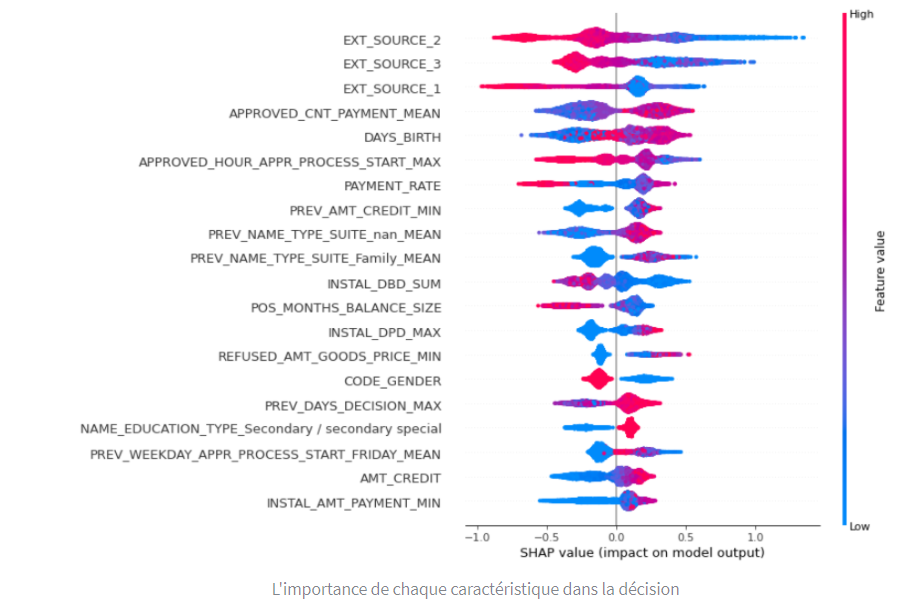 High
EXT_SOURCE_2
EXT_SOURCE_3
EXT_SOURCE_1
APPROVED_CNT_PAYMENT_MEAN
DAYS_BIRTH
APPROVED_HOUR_APPR_PROCESS_START_MAX
PAYMENT_RATE
PREV_AMT_CREDIT_MIN
PREV_NAME_TYPE_SUITE_nan_MEAN
PREV_NAME_TYPE_SUITE_Family_MEAN
INSTAL_DBD_SUM
POS_MONTHS_BALANCE_SIZE
INSTAL_DPD_MAX
REFUSED_AMT_GOODS_PRICE_MIN
CODE_GENDER
PREV_DAYS_DECISION_MAX
NAME_EDUCATION_TYPE_Secondary / secondary special
PREV_WEEKDAY_APPR_PROCESS_START_FRIDAY_MEAN
AMT_CREDIT
INSTAL_AMT_PAYMENT_MIN
Feature value
Low
−1.0 −0.5 0.0 0.5 1.0
SHAP value (impact on model output)
L'importance de chaque caractéristique dans la décision